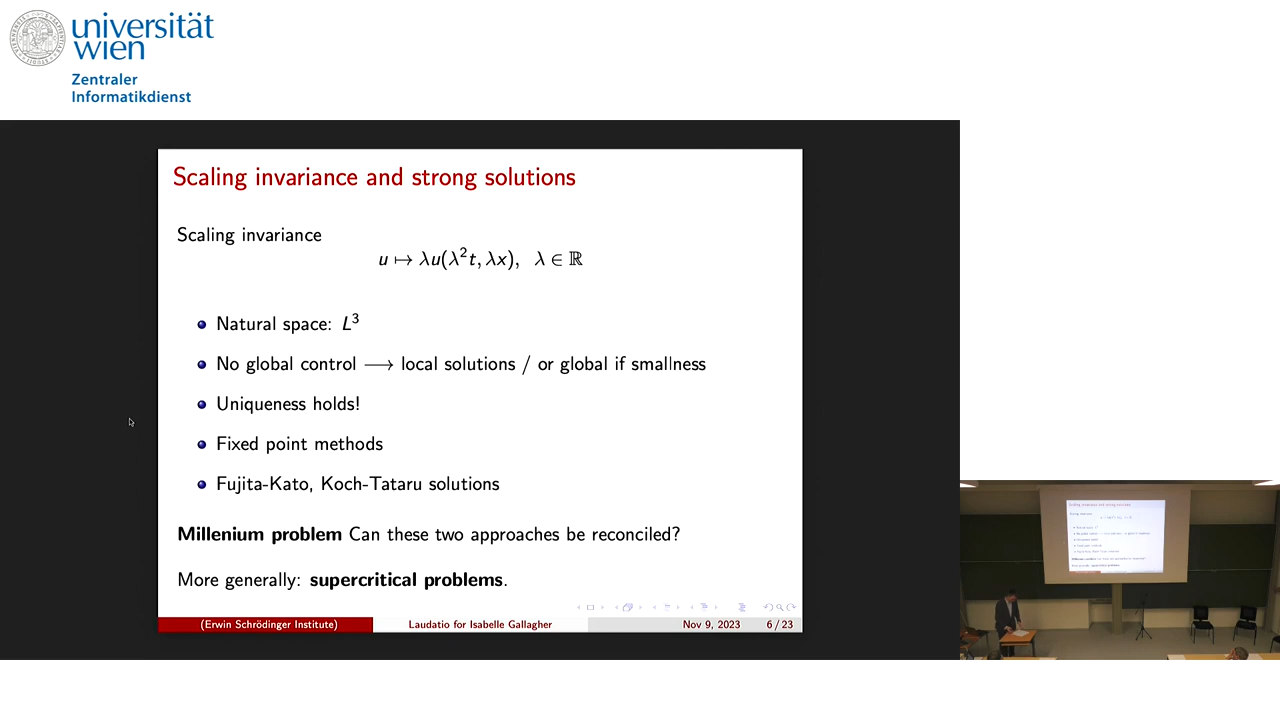 universität
wien
Zentraler
Informatikdienst
Scaling invariance and strong solutions
Scaling invariance
u ↦ λu(λ²t, λx), λ ∈ ℝ
Natural space: L³
No global control ⟶ local solutions / or global if smallness
Uniqueness holds!
Fixed point methods
Fujita-Kato, Koch-Tataru solutions
Millenium problem Can these two approaches be reconciled?
More generally: supercritical problems.
(Erwin Schrödinger Institute) Laudatio for Isabelle Gallagher Nov 9, 2023 6 / 23